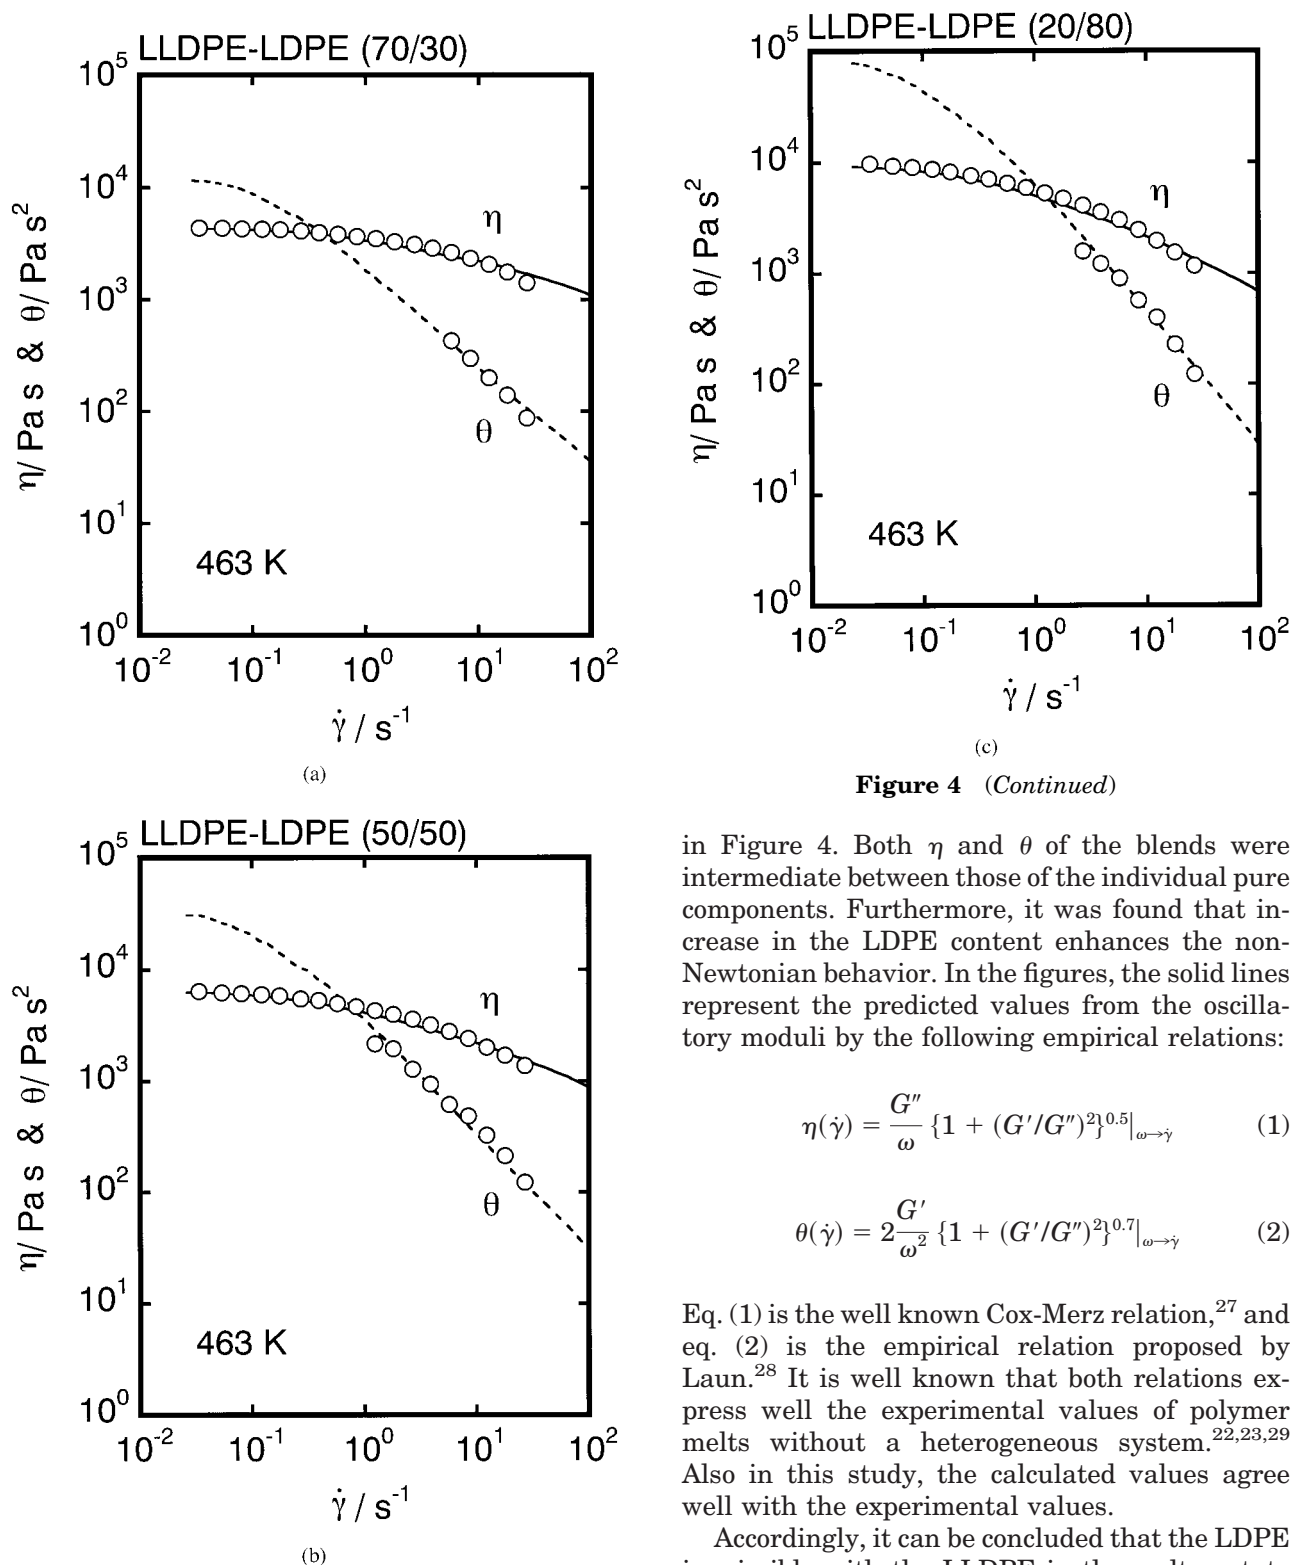 LLDPE-LDPE (70/30)
10⁵
10⁴
10³
10²
10¹
10⁰
η/ Pa s & θ/ Pa s²
η
θ
463 K
10⁻² 10⁻¹ 10⁰ 10¹ 10²
γ̇ / s⁻¹
(a)
LLDPE-LDPE (50/50)
10⁵
10⁴
10³
10²
10¹
10⁰
η/ Pa s & θ/ Pa s²
η
θ
463 K
10⁻² 10⁻¹ 10⁰ 10¹ 10²
γ̇ / s⁻¹
(b)
LLDPE-LDPE (20/80)
10⁵
10⁴
10³
10²
10¹
10⁰
η/ Pa s & θ/ Pa s²
η
θ
463 K
10⁻² 10⁻¹ 10⁰ 10¹ 10²
γ̇ / s⁻¹
(c)
Figure 4 (Continued)
in Figure 4. Both η and θ of the blends were
intermediate between those of the individual pure
components. Furthermore, it was found that in-
crease in the LDPE content enhances the non-
Newtonian behavior. In the figures, the solid lines
represent the predicted values from the oscilla-
tory moduli by the following empirical relations:
η(γ̇) = G″/ω {1 + (G′/G″)²}⁰·⁵|ω→γ̇ (1)
θ(γ̇) = 2 G′/ω² {1 + (G′/G″)²}⁰·⁷|ω→γ̇ (2)
Eq. (1) is the well known Cox-Merz relation,²⁷ and
eq. (2) is the empirical relation proposed by
Laun.²⁸ It is well known that both relations ex-
press well the experimental values of polymer
melts without a heterogeneous system.²²,²³,²⁹
Also in this study, the calculated values agree
well with the experimental values.
Accordingly, it can be concluded that the LDPE